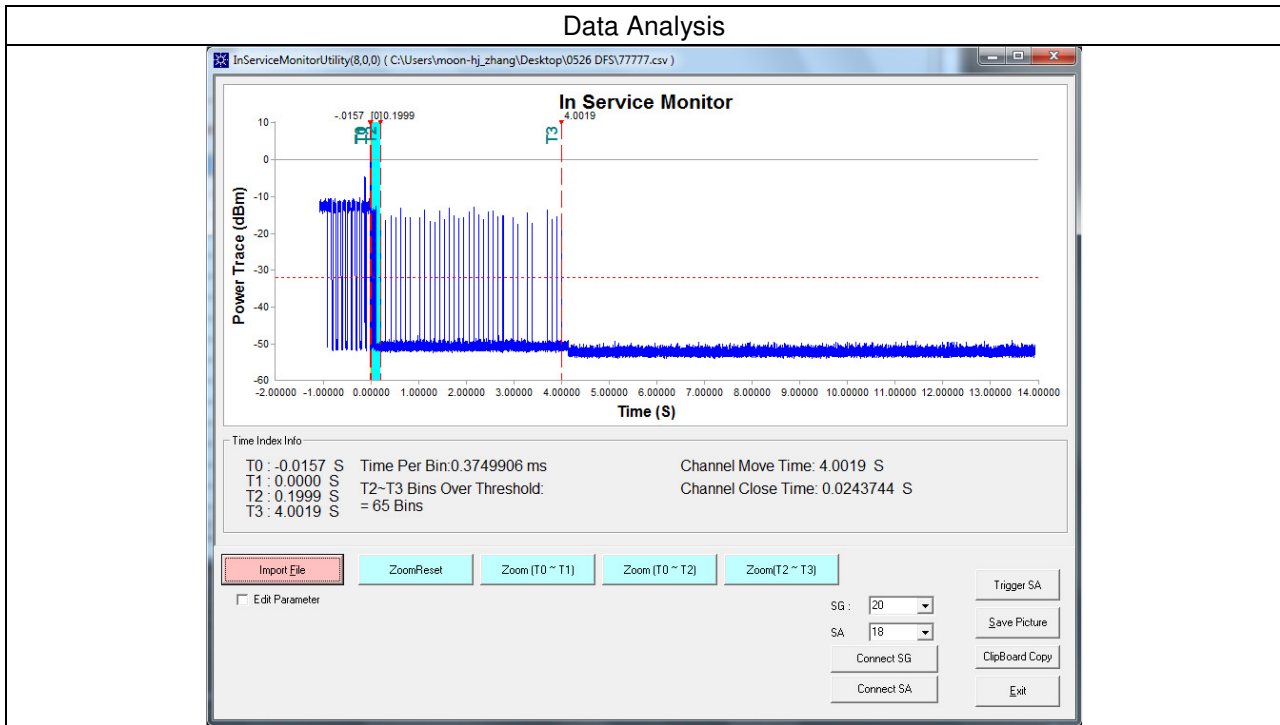 Data Analysis
InServiceMonitorUtility(8,0,0) ( C:\Users\moon-hj_zhang\Desktop\0526 DFS\77777.csv )
In Service Monitor
-.0157 [0]0.1999 4.0019
T2 T3
10
0
-10
-20
-30
-40
-50
-60
Power Trace (dBm)
-2.00000 -1.00000 0.00000 1.00000 2.00000 3.00000 4.00000 5.00000 6.00000 7.00000 8.00000 9.00000 10.00000 11.00000 12.00000 13.00000 14.00000
Time (S)
Time Index Info
T0 : -0.0157 S Time Per Bin:0.3749906 ms Channel Move Time: 4.0019 S
T1 : 0.0000 S
T2 : 0.1999 S T2~T3 Bins Over Threshold: Channel Close Time: 0.0243744 S
T3 : 4.0019 S = 65 Bins
Import File ZoomReset Zoom (T0 ~ T1) Zoom (T0 ~ T2) Zoom(T2 ~ T3)
Edit Parameter
Trigger SA
SG : 20
Save Picture
SA 18
Connect SG
ClipBoard Copy
Connect SA
Exit